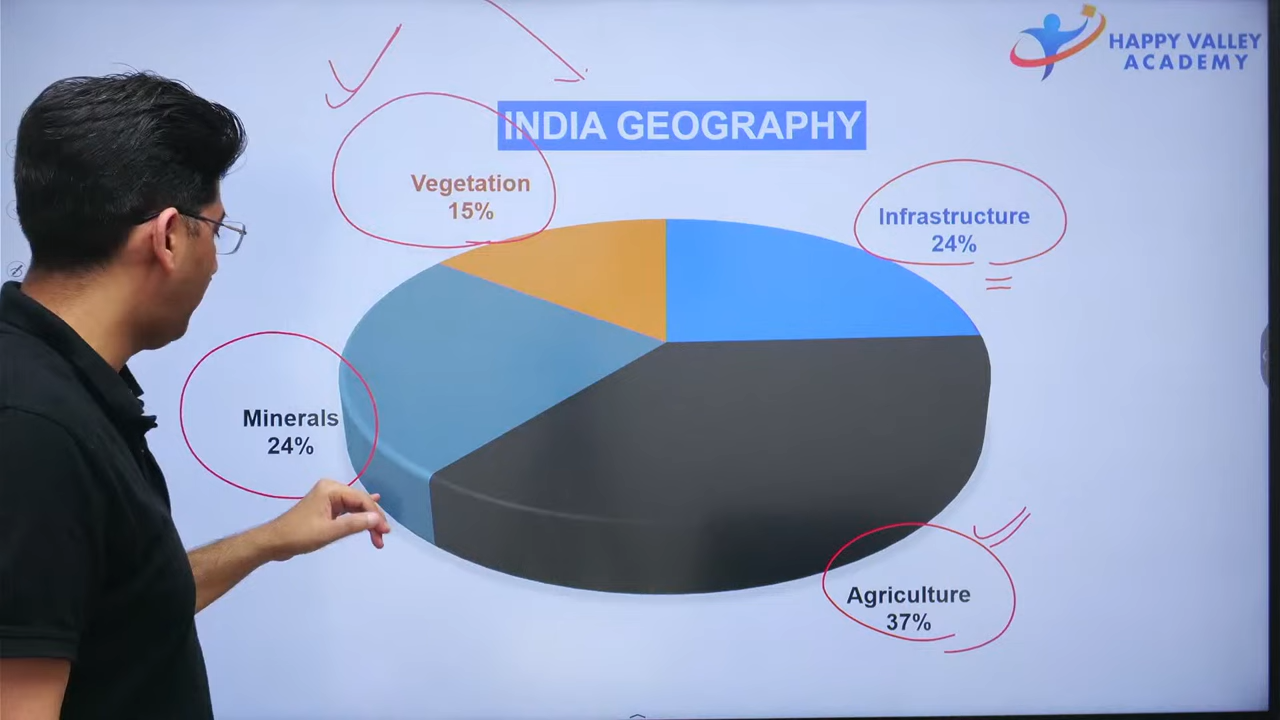 HAPPY VALLEY
ACADEMY
INDIA GEOGRAPHY
Vegetation
15%
Infrastructure
24%
Minerals
24%
Agriculture
37%